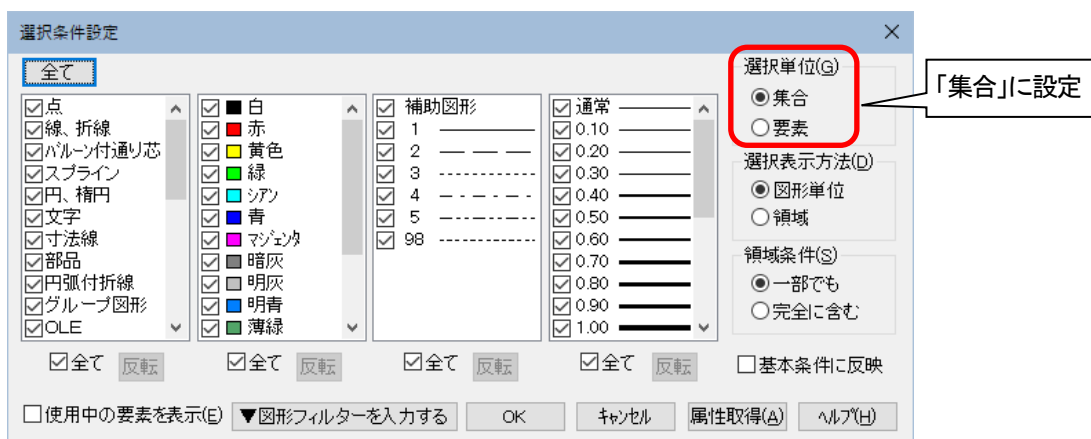 選択条件設定
全て
点
線、折線
バルーン付通り芯
スプライン
円、楕円
文字
寸法線
部品
円弧付折線
グループ図形
OLE
全て 反転
白
赤
黄色
緑
シアン
青
マジェンタ
暗灰
明灰
明青
薄緑
全て 反転
補助図形
1
2
3
4
5
98
全て 反転
通常
0.10
0.20
0.30
0.40
0.50
0.60
0.70
0.80
0.90
1.00
全て 反転
選択単位(G)
集合
要素
「集合」に設定
選択表示方法(D)
図形単位
領域
領域条件(S)
一部でも
完全に含む
基本条件に反映
使用中の要素を表示(E) ▼図形フィルターを入力する OK キャンセル 属性取得(A) ヘルプ(H)